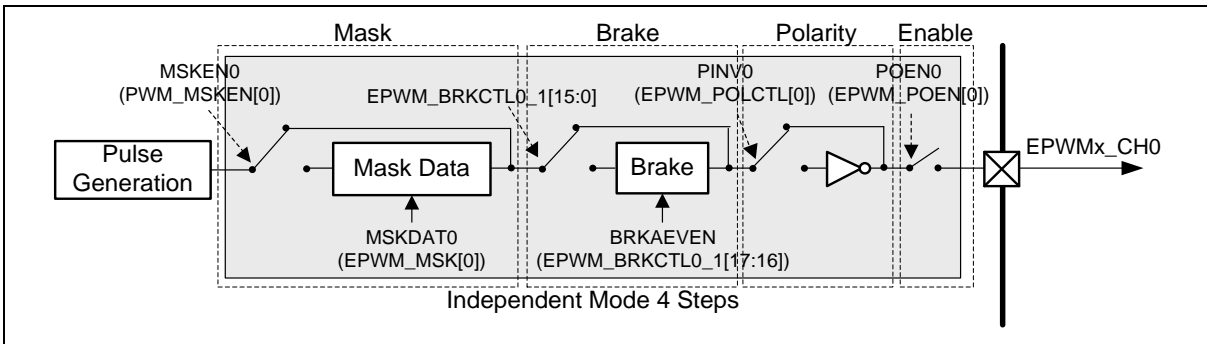 Mask Brake Polarity Enable
MSKEN0
(PWM_MSKEN[0])
EPWM_BRKCTL0_1[15:0]
PINV0
(EPWM_POLCTL[0])
POEN0
(EPWM_POEN[0])
Pulse
Generation
Mask Data
Brake
EPWMx_CH0
MSKDAT0
(EPWM_MSK[0])
BRKAEVEN
(EPWM_BRKCTL0_1[17:16])
Independent Mode 4 Steps